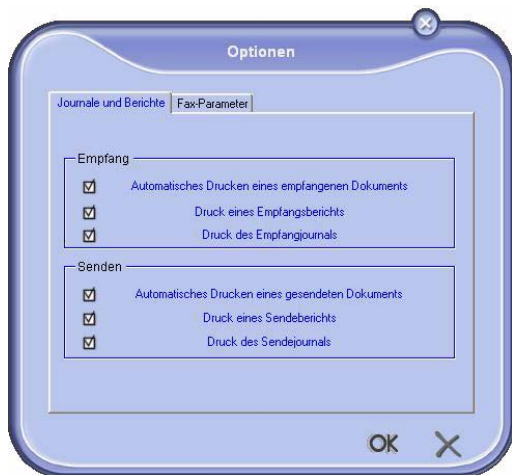 Optionen
Journale und Berichte Fax-Parameter
Empfang
Automatisches Drucken eines empfangenen Dokuments
Druck eines Empfangsberichts
Druck des Empfangjournals
Senden
Automatisches Drucken eines gesendeten Dokuments
Druck eines Sendeberichts
Druck des Sendejournals
OK